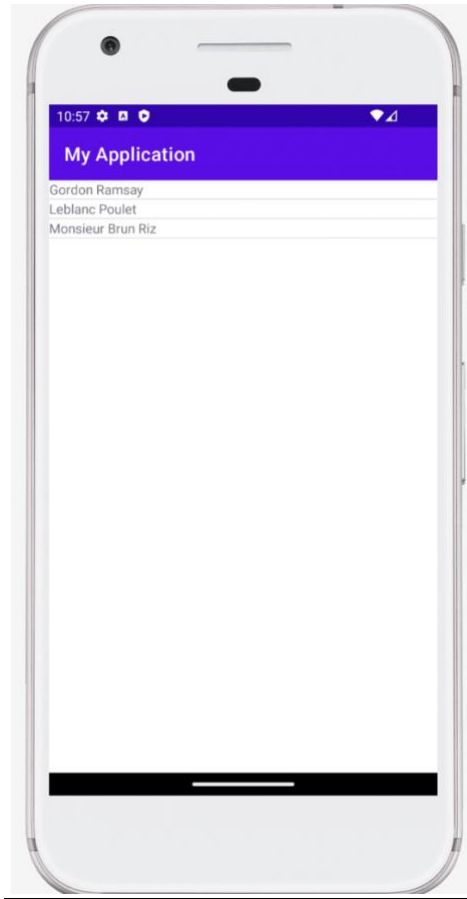 10:57
My Application
Gordon Ramsay
Leblanc Poulet
Monsieur Brun Riz